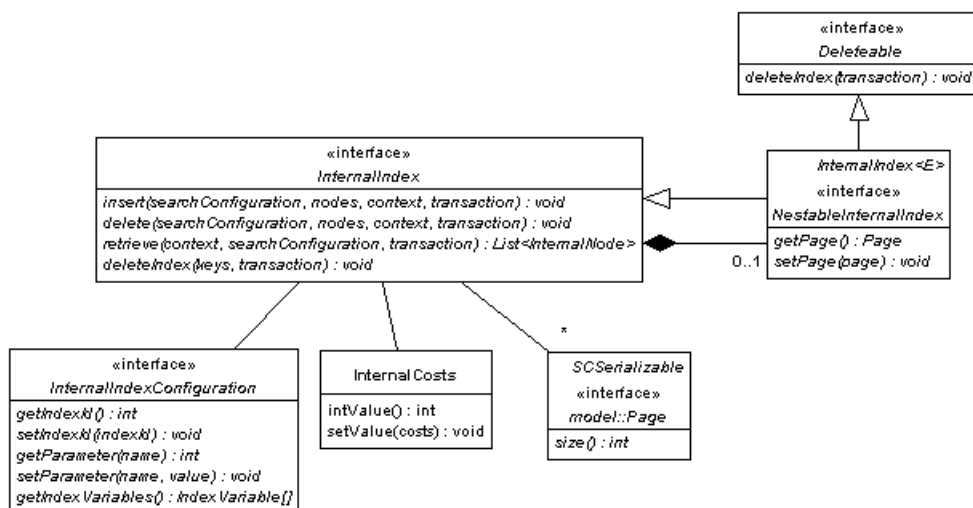 «interface»
Deleteable
deleteIndex(transaction) : void
«interface»
InternalIndex
insert(searchConfiguration, nodes, context, transaction) : void
delete(searchConfiguration, nodes, context, transaction) : void
retrieve(context, searchConfiguration, transaction) : List<InternalNode>
deleteIndex(keys, transaction) : void
InternalIndex<E>
«interface»
NestableInternalIndex
getPage() : Page
setPage(page) : void
0..1
*
«interface»
InternalIndexConfiguration
getIndexId() : int
setIndexId(indexId) : void
getParameter(name) : int
setParameter(name, value) : void
getIndexVariables() : IndexVariable[]
InternalCosts
intValue() : int
setValue(costs) : void
SCSerializable
«interface»
model::Page
size() : int